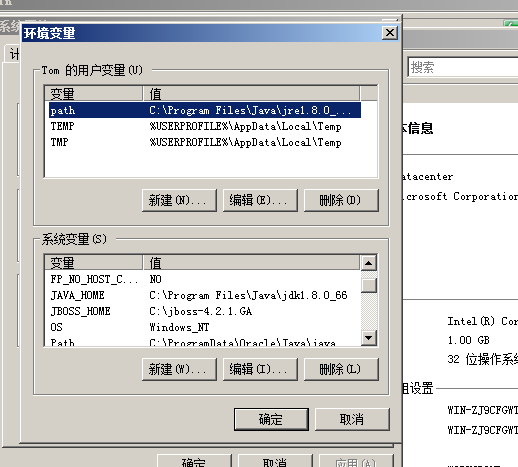 环境变量
搜索
Tom 的用户变量(U)
变量 值
path C:\Program Files\Java\jre1.8.0_...
TEMP %USERPROFILE%\AppData\Local\Temp
TMP %USERPROFILE%\AppData\Local\Temp
本信息
atacenter
icrosoft Corporation
新建(N)... 编辑(E)... 删除(D)
系统变量(S)
变量 值
FP_NO_HOST_C... NO
JAVA_HOME C:\Program Files\Java\jdk1.8.0_66
JBOSS_HOME C:\jboss-4.2.1.GA
OS Windows_NT
Path C:\ProgramData\Oracle\Java\java
Intel(R) Cor
1.00 GB
32 位操作系统
新建(W)... 编辑(I)... 删除(L)
组设置
确定 取消
WIN-ZJ9CFGWT
WIN-ZJ9CFGWT
确定 取消 应用(A)